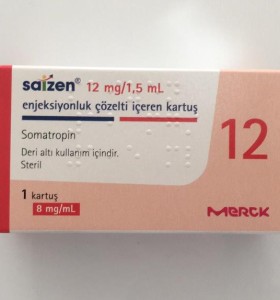 saizen® 12 mg/1,5 mL
enjeksiyonluk çözelti içeren kartuş
Somatropin
Deri altı kullanım içindir.
Steril
12
1 kartuş
8 mg/mL
Merck